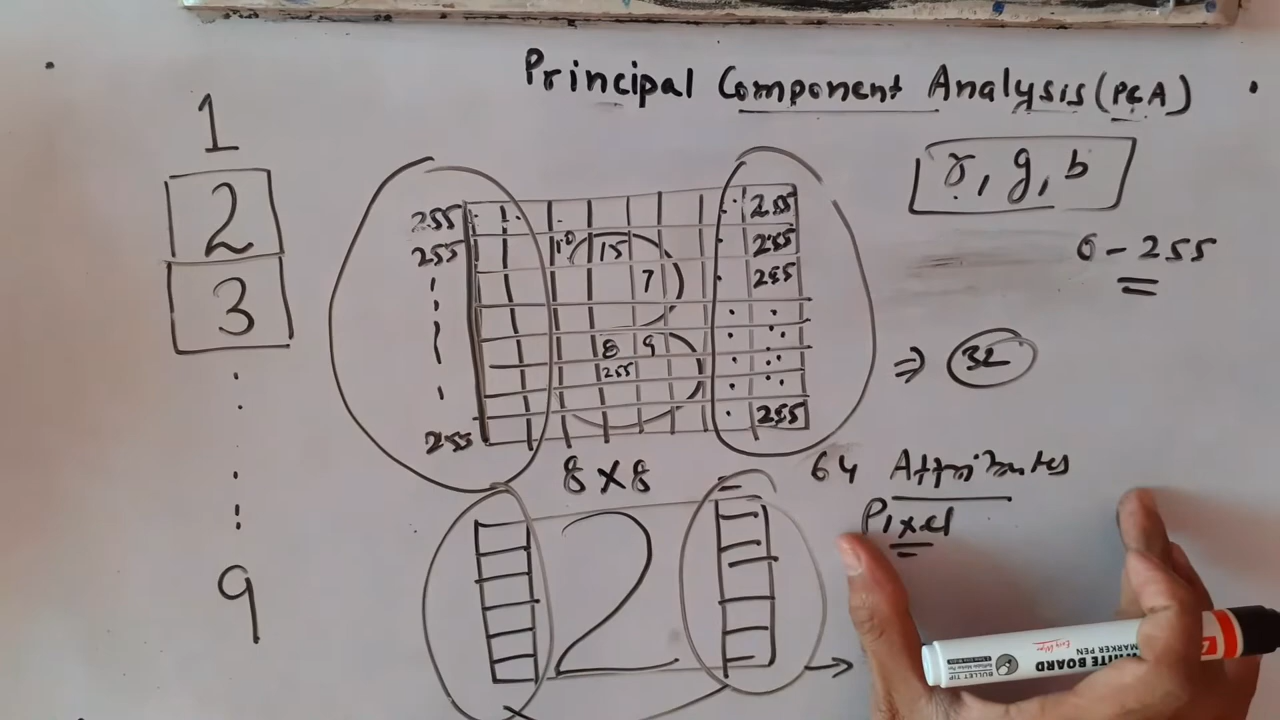 Principal Component Analysis (PCA)
1
2
3
9
r, g, b
0 - 255
255 255
255 10 15 255
7 255
8 9
255
255 255
⇒ 32
8 × 8
64 Attributes
Pixel
2
WHITE BOARD
MARKER PEN
BULLET TIP